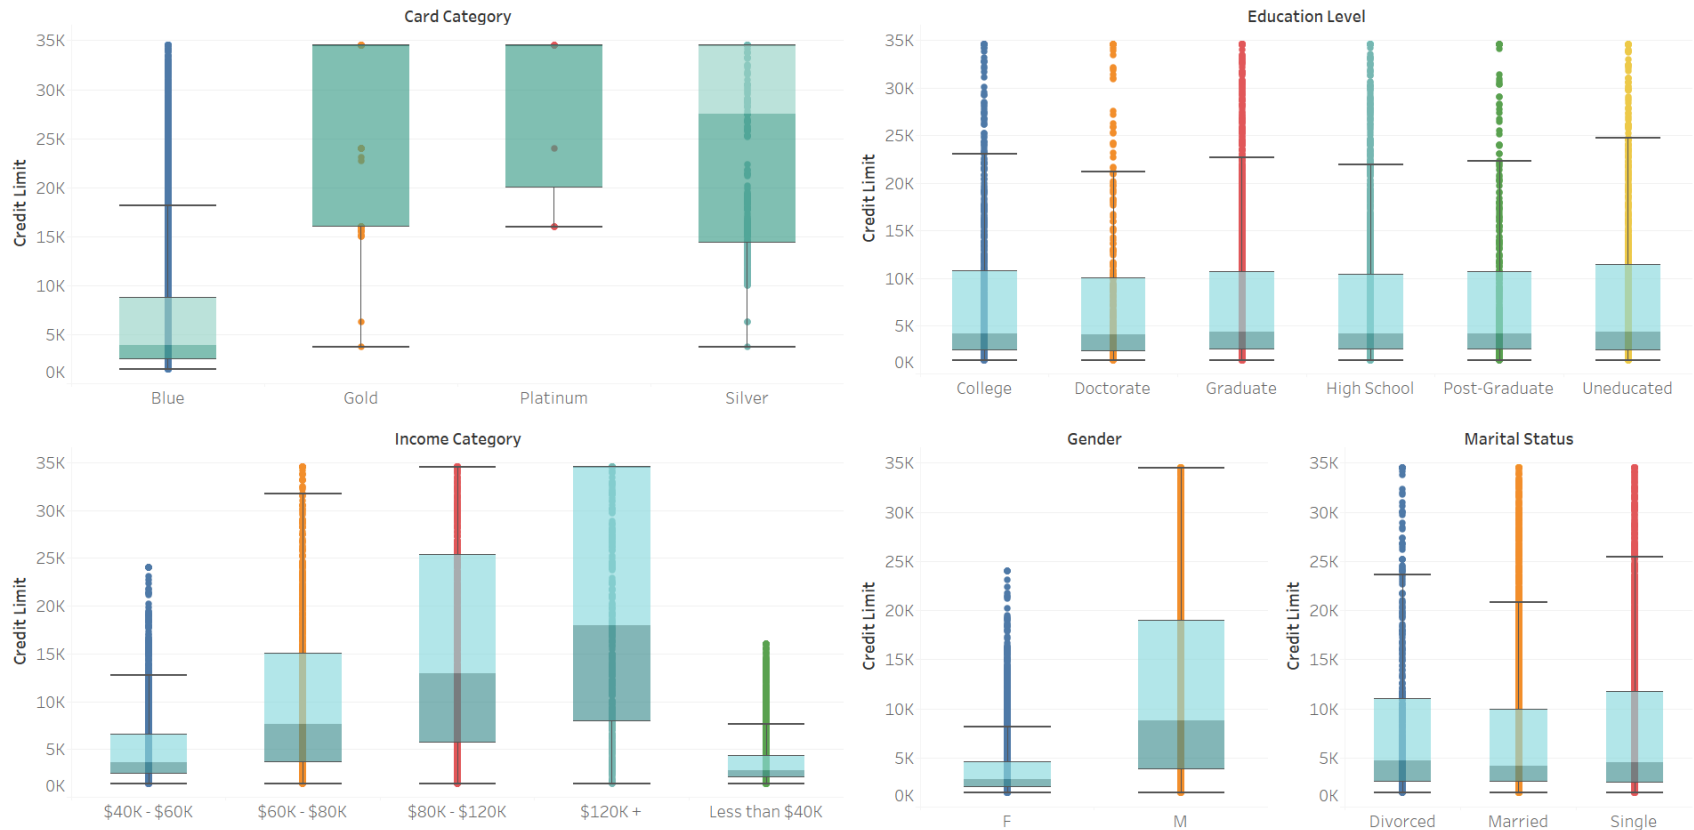 Card Category
35K
30K
25K
20K
15K
10K
5K
0K
Credit Limit
Blue
Gold
Platinum
Silver
Education Level
35K
30K
25K
20K
15K
10K
5K
0K
Credit Limit
College
Doctorate
Graduate
High School
Post-Graduate
Uneducated
Income Category
35K
30K
25K
20K
15K
10K
5K
0K
Credit Limit
$40K - $60K
$60K - $80K
$80K - $120K
$120K +
Less than $40K
Gender
35K
30K
25K
20K
15K
10K
5K
0K
Credit Limit
F
M
Marital Status
35K
30K
25K
20K
15K
10K
5K
0K
Credit Limit
Divorced
Married
Single